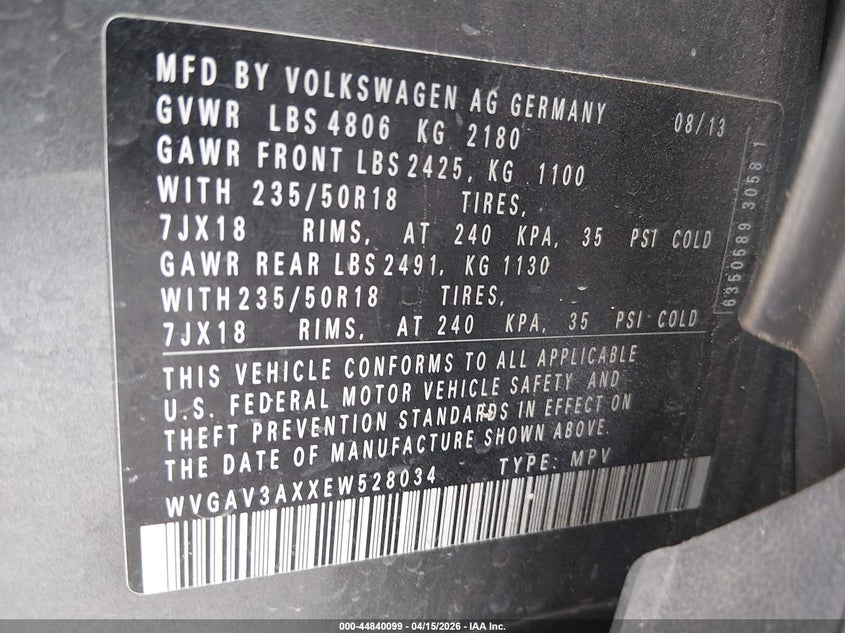 MFD BY VOLKSWAGEN AG GERMANY 08/13
GVWR LBS 4806 KG 2180
GAWR FRONT LBS 2425, KG 1100
WITH 235/50R18 TIRES,
7JX18 RIMS, AT 240 KPA, 35 PSI COLD
GAWR REAR LBS 2491, KG 1130
WITH 235/50R18 TIRES,
7JX18 RIMS, AT 240 KPA, 35 PSI COLD
THIS VEHICLE CONFORMS TO ALL APPLICABLE
U.S. FEDERAL MOTOR VEHICLE SAFETY AND
THEFT PREVENTION STANDARDS IN EFFECT ON
THE DATE OF MANUFACTURE SHOWN ABOVE.
WVGAV3AXXEW528034 TYPE: MPV
6350589 30581
000-44840099 - 04/15/2026 - IAA Inc.